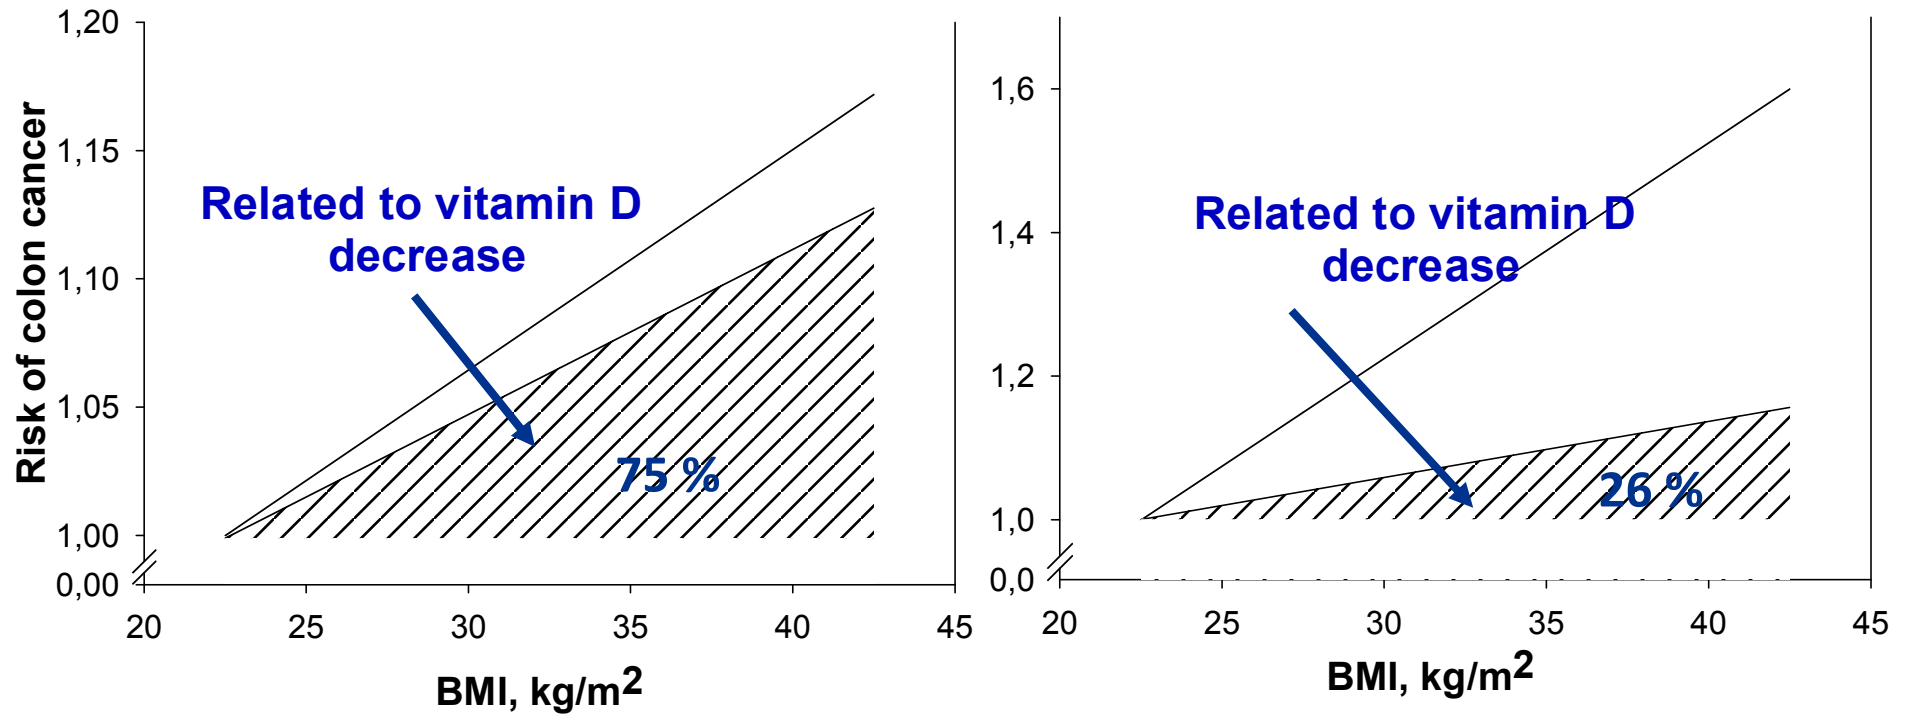 1,20
1,15
1,10
1,05
1,00
0,00
Risk of colon cancer
Related to vitamin D
decrease
75 %
20 25 30 35 40 45
BMI, kg/m2
1,6
1,4
1,2
1,0
0,0
Related to vitamin D
decrease
26 %
20 25 30 35 40 45
BMI, kg/m2